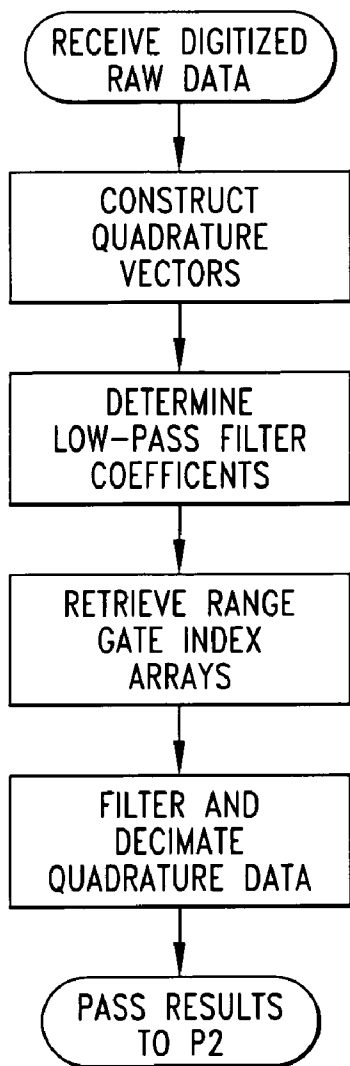 RECEIVE DIGITIZED
RAW DATA
CONSTRUCT
QUADRATURE
VECTORS
DETERMINE
LOW-PASS FILTER
COEFFICENTS
RETRIEVE RANGE
GATE INDEX
ARRAYS
FILTER AND
DECIMATE
QUADRATURE DATA
PASS RESULTS
TO P2